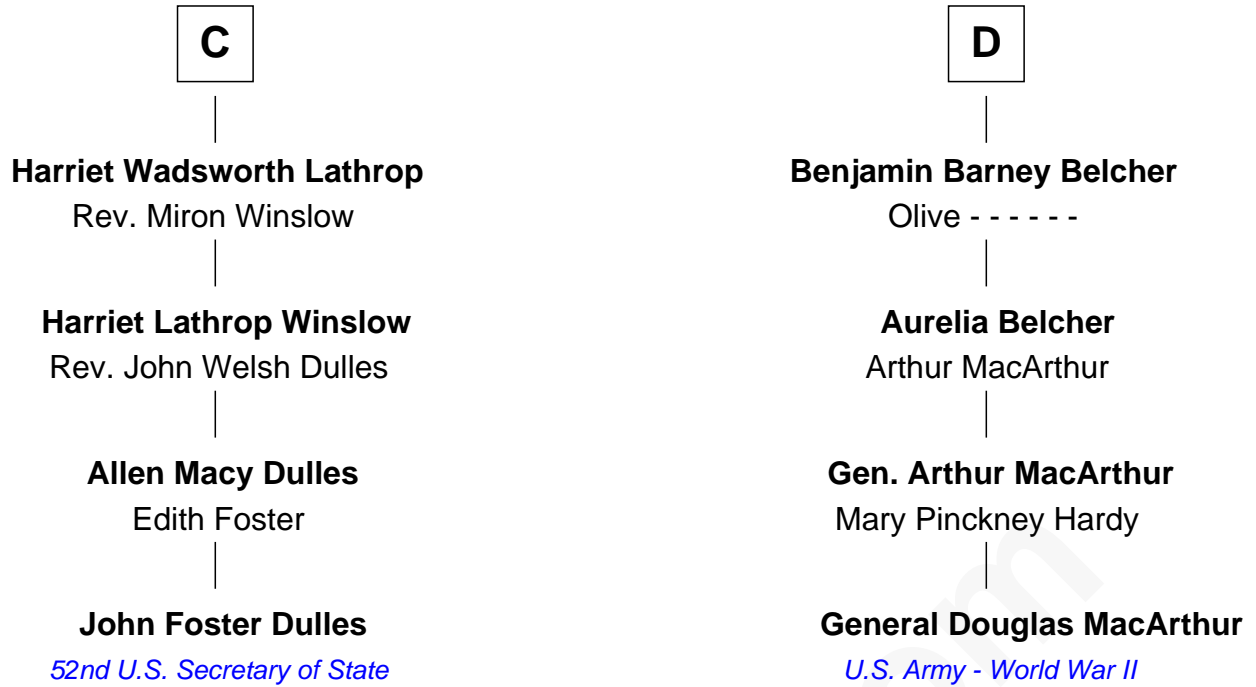 C
Harriet Wadsworth Lathrop
Rev. Miron Winslow
Harriet Lathrop Winslow
Rev. John Welsh Dulles
Allen Macy Dulles
Edith Foster
John Foster Dulles
52nd U.S. Secretary of State
D
Benjamin Barney Belcher
Olive - - - - - -
Aurelia Belcher
Arthur MacArthur
Gen. Arthur MacArthur
Mary Pinckney Hardy
General Douglas MacArthur
U.S. Army - World War II